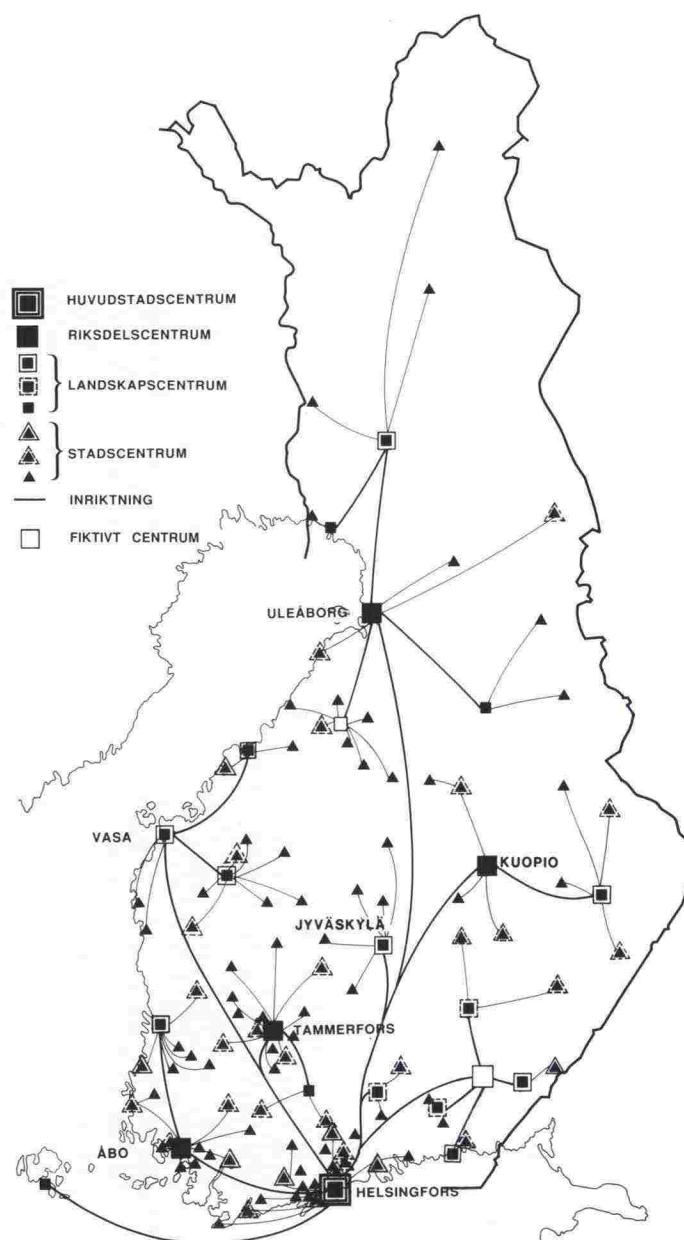 HUVUDSTADSCENTRUM
RIKSDELSCENTRUM
LANDSKAPSCENTRUM
STADSCENTRUM
INRIKTNING
FIKTIVT CENTRUM
ULEÅBORG
VASA
KUOPIO
JYVÄSKYLÄ
TAMMERFORS
ÅBO
HELSINGFORS